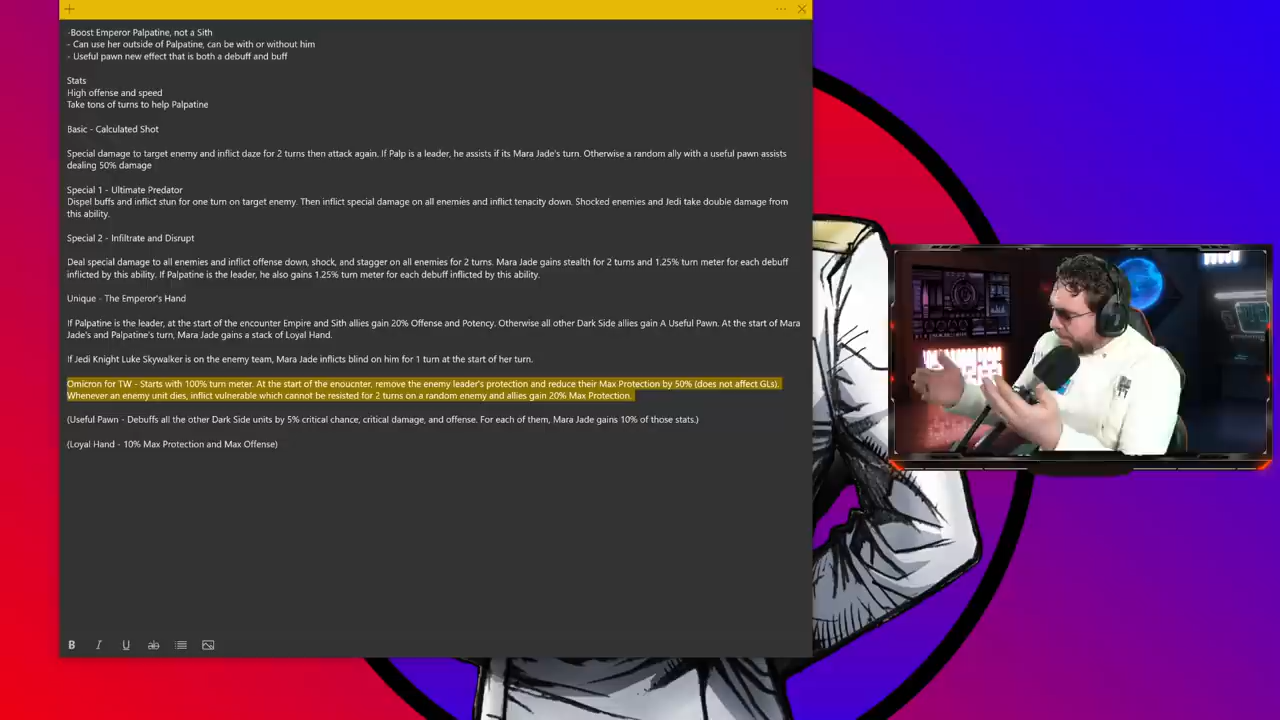 -Boost Emperor Palpatine, not a Sith
- Can use her outside of Palpatine, can be with or without him
- Useful pawn new effect that is both a debuff and buff
Stats
High offense and speed
Take tons of turns to help Palpatine
Basic - Calculated Shot
Special damage to target enemy and inflict daze for 2 turns then attack again. If Palp is a leader, he assists if its Mara Jade's turn. Otherwise a random ally with a useful pawn assists
dealing 50% damage
Special 1 - Ultimate Predator
Dispel buffs and inflict stun for one turn on target enemy. Then inflict special damage on all enemies and inflict tenacity down. Shocked enemies and Jedi take double damage from
this ability.
Special 2 - Infiltrate and Disrupt
Deal special damage to all enemies and inflict offense down, shock, and stagger on all enemies for 2 turns. Mara Jade gains stealth for 2 turns and 1.25% turn meter for each debuff
inflicted by this ability. If Palpatine is the leader, he also gains 1.25% turn meter for each debuff inflicted by this ability.
Unique - The Emperor's Hand
If Palpatine is the leader, at the start of the encounter Empire and Sith allies gain 20% Offense and Potency. Otherwise all other Dark Side allies gain A Useful Pawn. At the start of Mara
Jade's and Palpatine's turn, Mara Jade gains a stack of Loyal Hand.
If Jedi Knight Luke Skywalker is on the enemy team, Mara Jade inflicts blind on him for 1 turn at the start of her turn.
Omicron for TW - Starts with 100% turn meter. At the start of the enoucnter, remove the enemy leader's protection and reduce their Max Protection by 50% (does not affect GLs).
Whenever an enemy unit dies, inflict vulnerable which cannot be resisted for 2 turns on a random enemy and allies gain 20% Max Protection.
(Useful Pawn - Debuffs all the other Dark Side units by 5% critical chance, critical damage, and offense. For each of them, Mara Jade gains 10% of those stats.)
(Loyal Hand - 10% Max Protection and Max Offense)
B I U ab